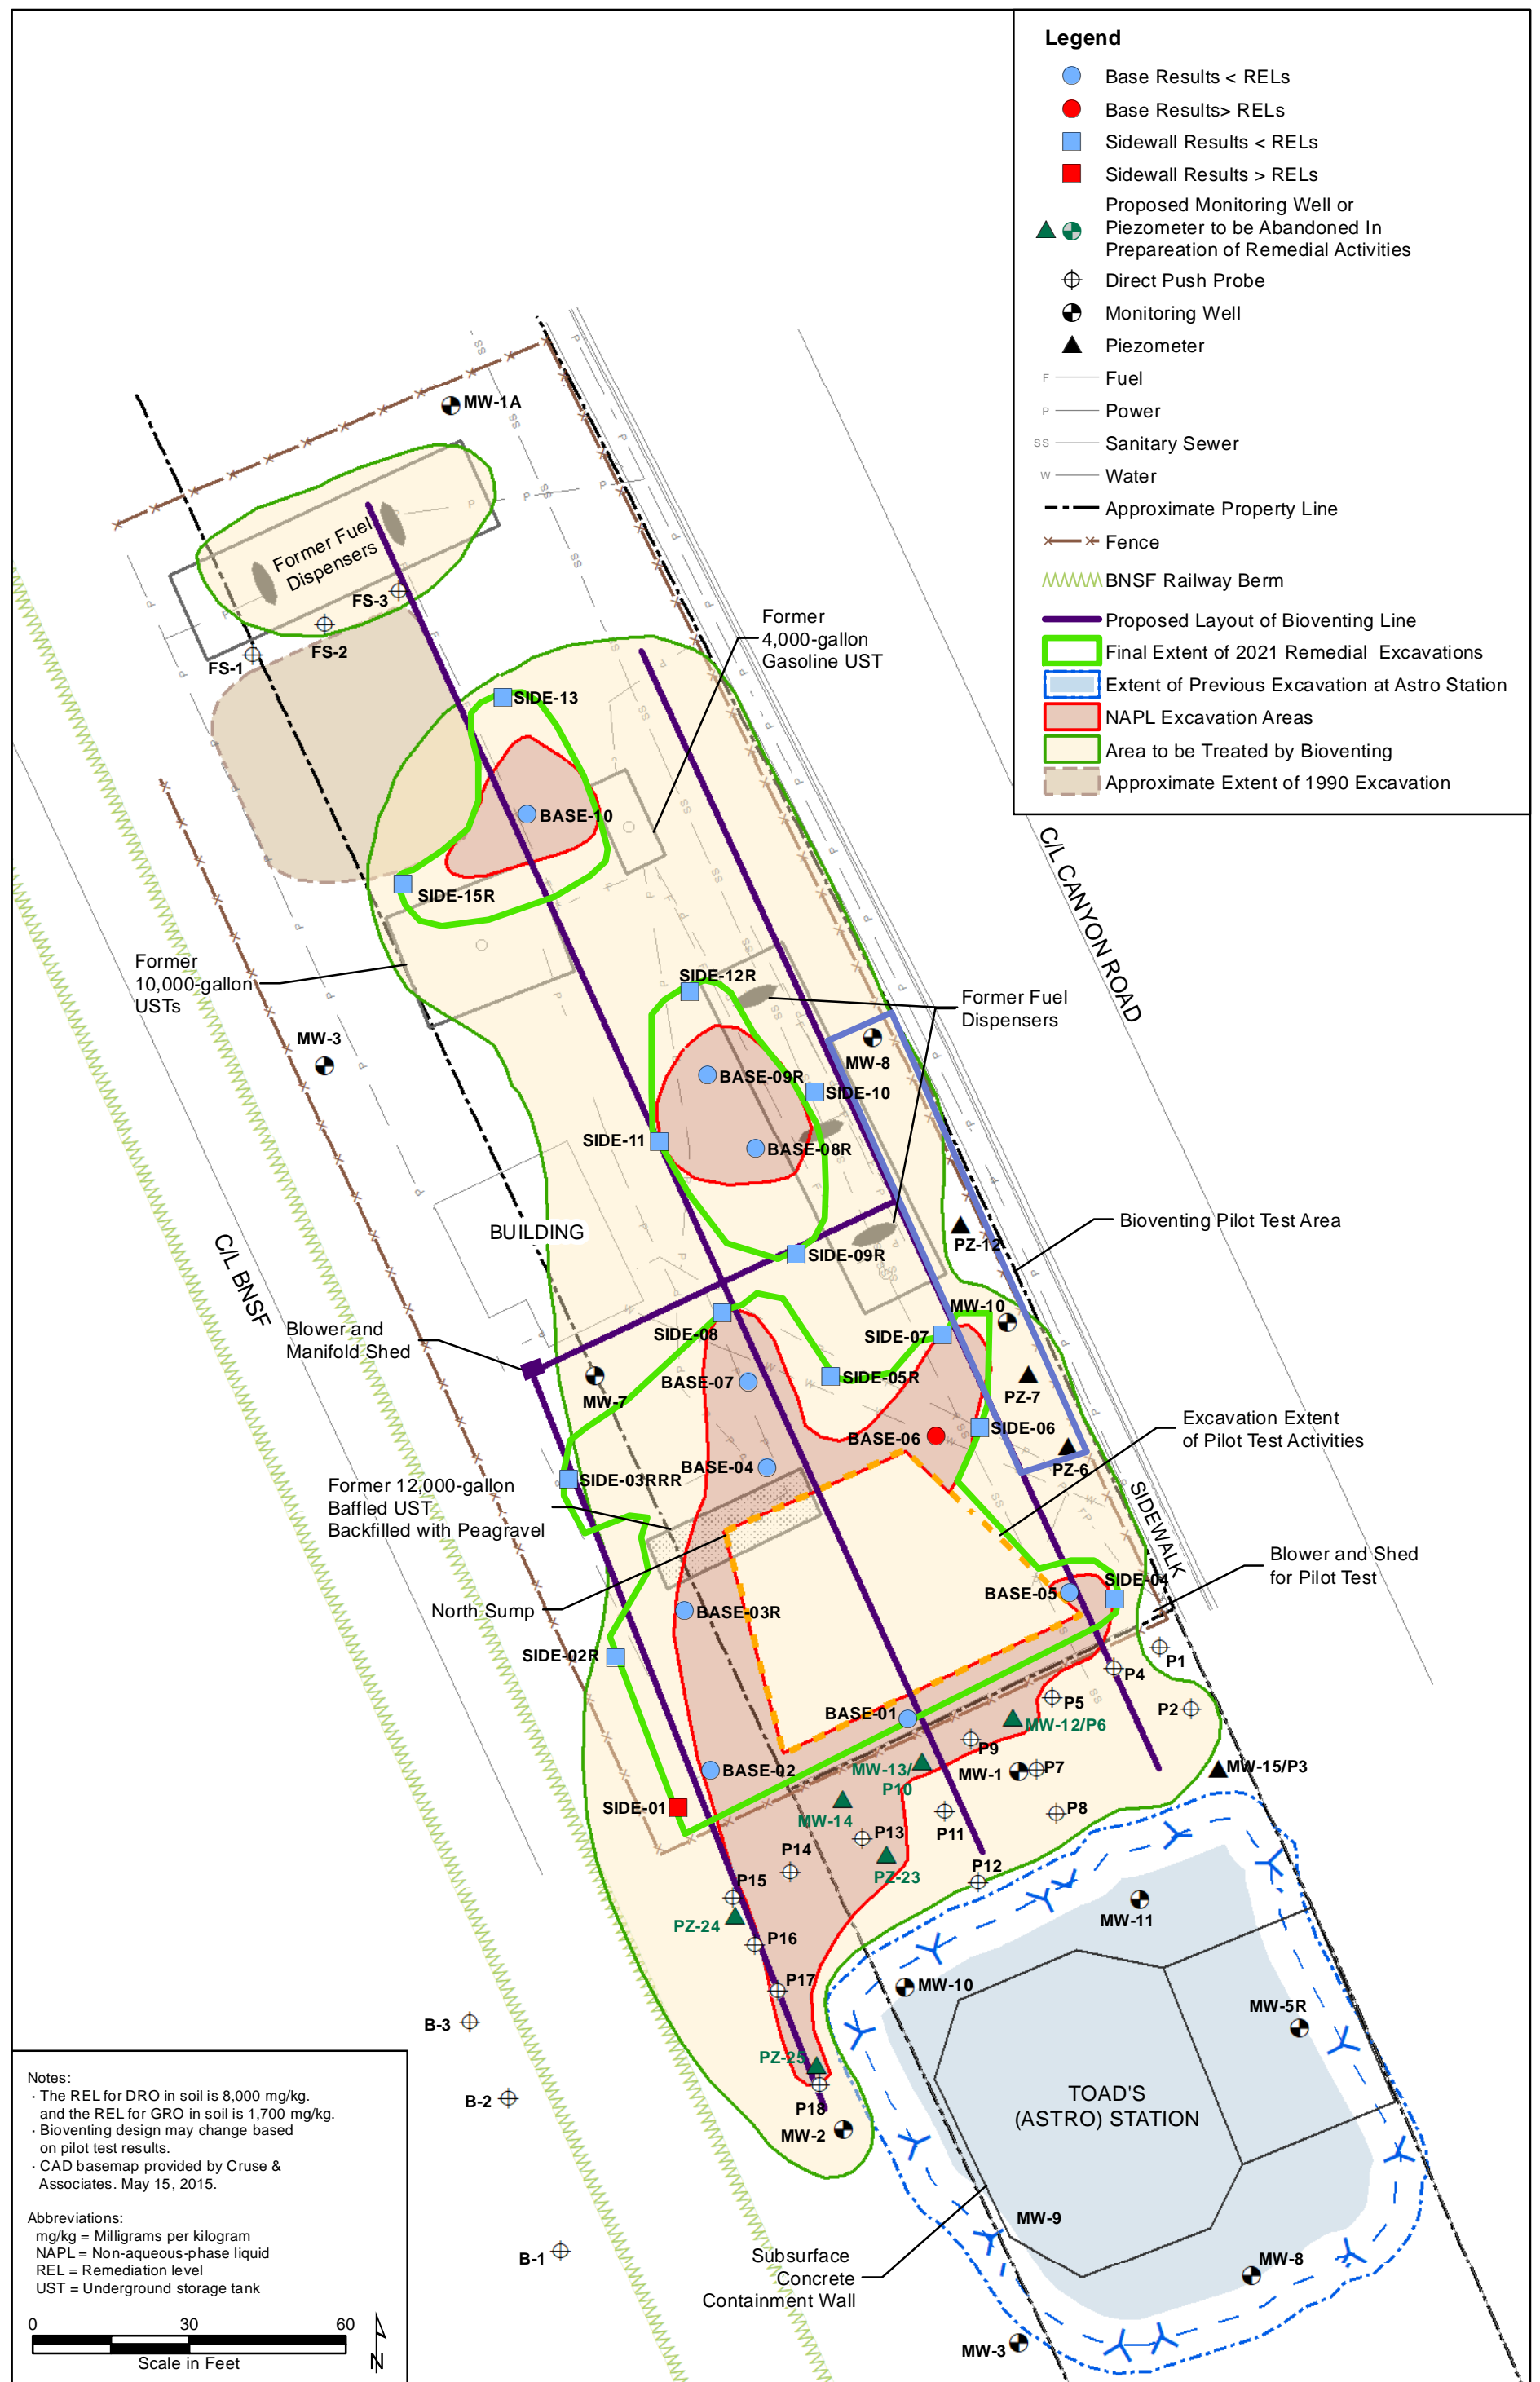 Legend
Base Results < RELs
Base Results> RELs
Sidewall Results < RELs
Sidewall Results > RELs
Proposed Monitoring Well or
Piezometer to be Abandoned In
Prepareation of Remedial Activities
Direct Push Probe
Monitoring Well
Piezometer
F Fuel
P Power
SS Sanitary Sewer
W Water
Approximate Property Line
Fence
BNSF Railway Berm
Proposed Layout of Bioventing Line
Final Extent of 2021 Remedial Excavations
Extent of Previous Excavation at Astro Station
NAPL Excavation Areas
Area to be Treated by Bioventing
Approximate Extent of 1990 Excavation
MW-1A
Former Fuel
Dispensers
FS-3
FS-2
FS-1
Former
4,000-gallon
Gasoline UST
SIDE-13
BASE-10
SIDE-15R
C/L CANYON ROAD
Former
10,000-gallon
USTs
SIDE-12R
Former Fuel
Dispensers
MW-3
MW-8
BASE-09R
SIDE-10
SIDE-11
BASE-08R
BUILDING
Bioventing Pilot Test Area
PZ-12
SIDE-09R
C/L BNSF
MW-10
Blower and
Manifold Shed
SIDE-08
SIDE-07
MW-7
BASE-07
SIDE-05R
PZ-7
BASE-06
SIDE-06
Excavation Extent
of Pilot Test Activities
BASE-04
PZ-6
SIDE-03RRR
Former 12,000-gallon
Baffled UST
Backfilled with Peagravel
SIDEWALK
Blower and Shed
for Pilot Test
BASE-05
SIDE-04
North Sump
BASE-03R
SIDE-02R
P1
P4
P5
P2
BASE-01
MW-12/P6
P9
BASE-02
MW-13/
P10
MW-1
P7
MW-15/P3
SIDE-01
MW-14
P11
P8
P13
P14
P12
PZ-23
P15
PZ-24
P16
MW-11
P17
MW-10
MW-5R
B-3
PZ-25
B-2
P18
MW-2
TOAD'S
(ASTRO) STATION
MW-9
B-1
Subsurface
Concrete
Containment Wall
MW-8
MW-3
Notes:
· The REL for DRO in soil is 8,000 mg/kg.
and the REL for GRO in soil is 1,700 mg/kg.
· Bioventing design may change based
on pilot test results.
· CAD basemap provided by Cruse &
Associates. May 15, 2015.
Abbreviations:
mg/kg = Milligrams per kilogram
NAPL = Non-aqueous-phase liquid
REL = Remediation level
UST = Underground storage tank
0 30 60
Scale in Feet
N